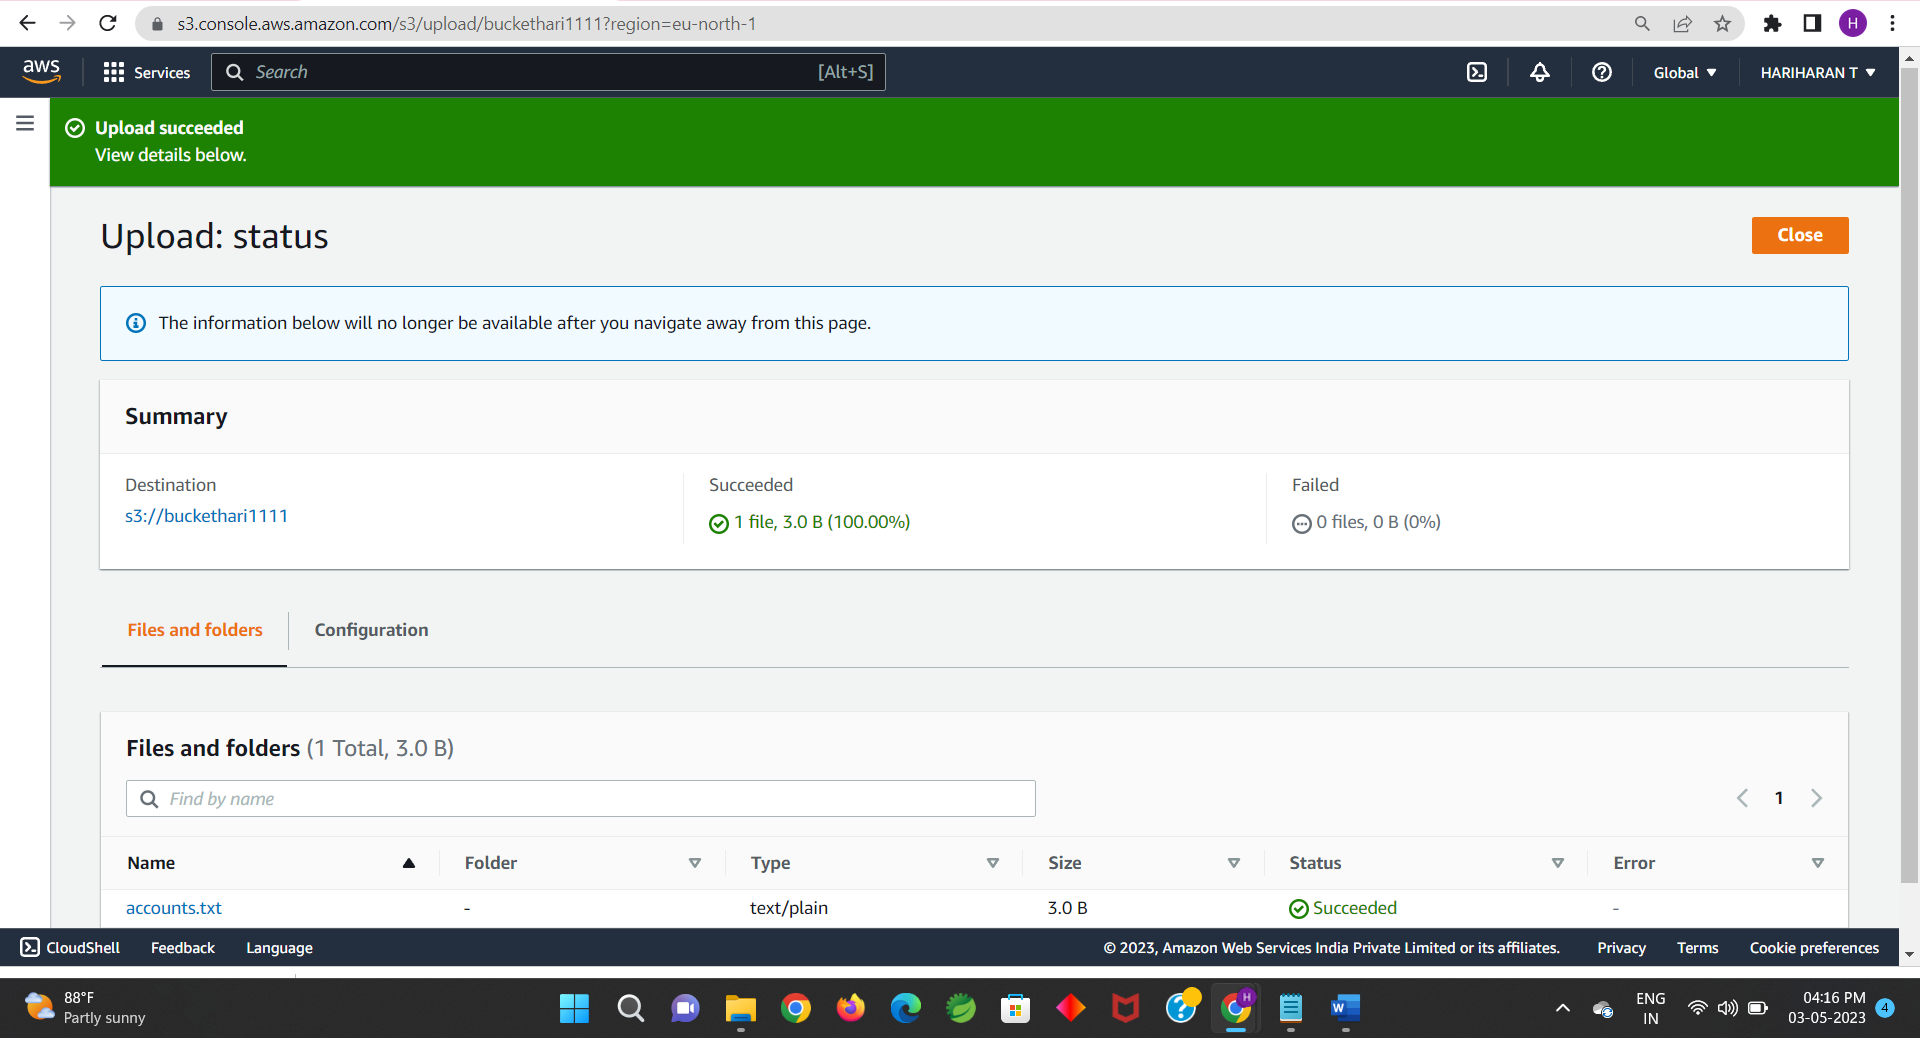 s3.console.aws.amazon.com/s3/upload/buckethari1111?region=eu-north-1
H
aws
Services
Search
[Alt+S]
Global
HARIHARAN T
Upload succeeded
View details below.
Upload: status
Close
The information below will no longer be available after you navigate away from this page.
Summary
Destination
s3://buckethari1111
Succeeded
1 file, 3.0 B (100.00%)
Failed
0 files, 0 B (0%)
Files and folders
Configuration
Files and folders (1 Total, 3.0 B)
Find by name
1
Name
Folder
Type
Size
Status
Error
accounts.txt
-
text/plain
3.0 B
Succeeded
-
CloudShell
Feedback
Language
© 2023, Amazon Web Services India Private Limited or its affiliates.
Privacy
Terms
Cookie preferences
88°F
Partly sunny
H
W
ENG
IN
04:16 PM
03-05-2023
4